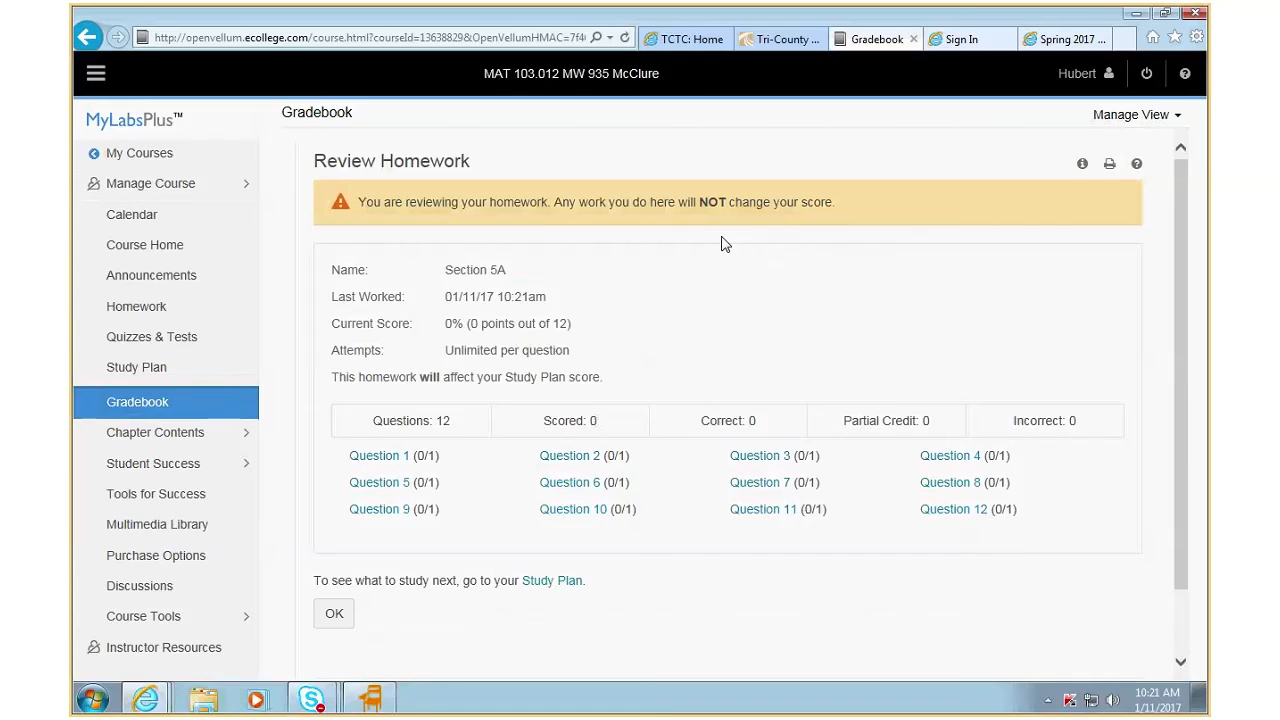 http://openvellum.ecollege.com/course.html?courseId=13638829&OpenVellumHMAC=7f4
TCTC: Home
Tri-County ...
Gradebook
Sign In
Spring 2017 ...
MAT 103.012 MW 935 McClure
Hubert
MyLabsPlus™
Gradebook
Manage View
My Courses
Manage Course
Calendar
Course Home
Announcements
Homework
Quizzes & Tests
Study Plan
Gradebook
Chapter Contents
Student Success
Tools for Success
Multimedia Library
Purchase Options
Discussions
Course Tools
Instructor Resources
Review Homework
You are reviewing your homework. Any work you do here will NOT change your score.
Name: Section 5A
Last Worked: 01/11/17 10:21am
Current Score: 0% (0 points out of 12)
Attempts: Unlimited per question
This homework will affect your Study Plan score.
Questions: 12 Scored: 0 Correct: 0 Partial Credit: 0 Incorrect: 0
Question 1 (0/1) Question 2 (0/1) Question 3 (0/1) Question 4 (0/1)
Question 5 (0/1) Question 6 (0/1) Question 7 (0/1) Question 8 (0/1)
Question 9 (0/1) Question 10 (0/1) Question 11 (0/1) Question 12 (0/1)
To see what to study next, go to your Study Plan.
OK
10:21 AM
1/11/2017